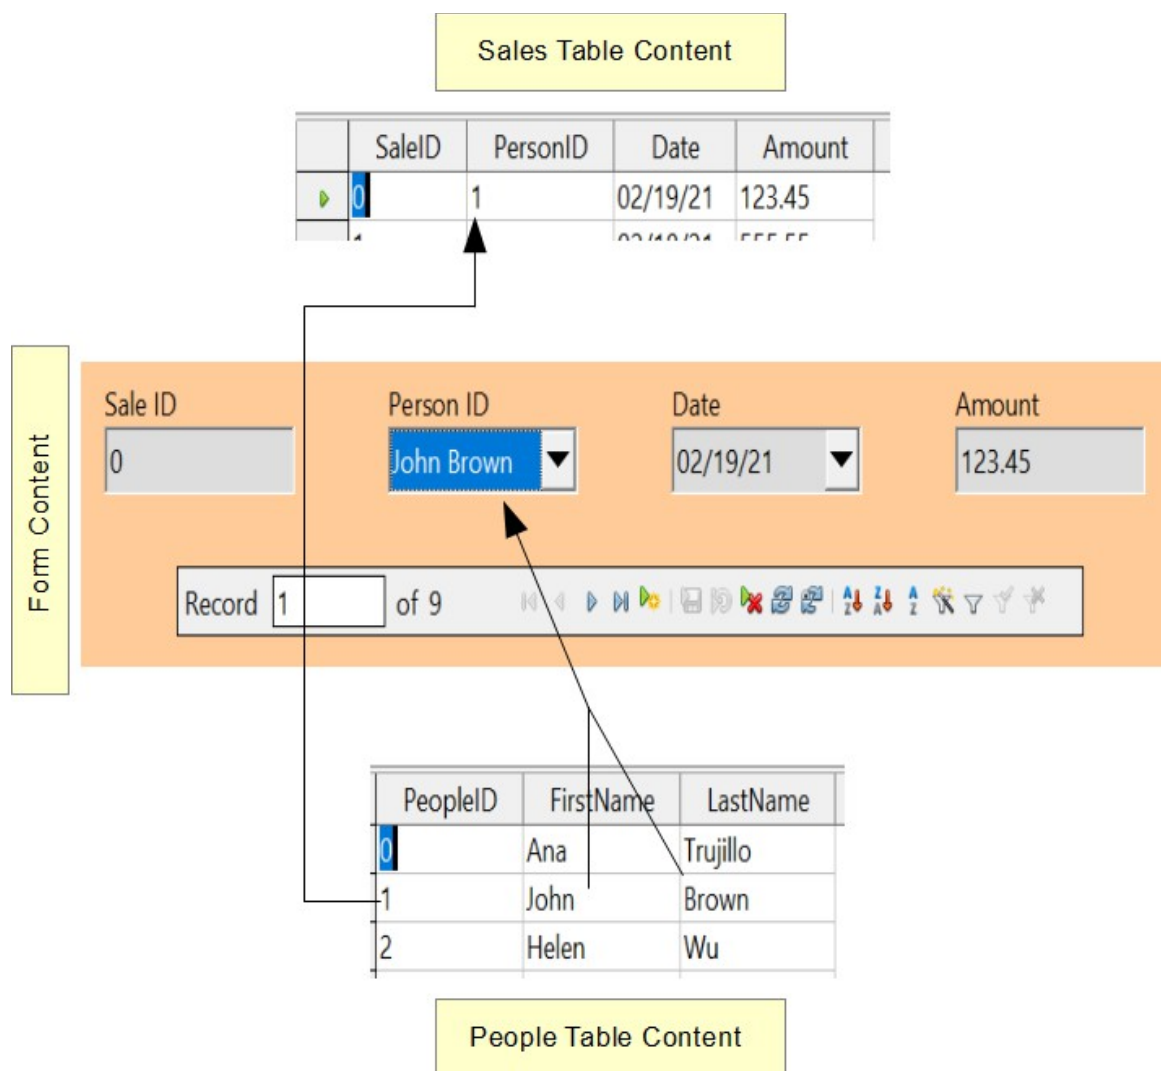 Sales Table Content
SaleID PersonID Date Amount
0 1 02/19/21 123.45
Form Content
Sale ID Person ID Date Amount
0 John Brown 02/19/21 123.45
Record 1 of 9
PeopleID FirstName LastName
0 Ana Trujillo
1 John Brown
2 Helen Wu
People Table Content